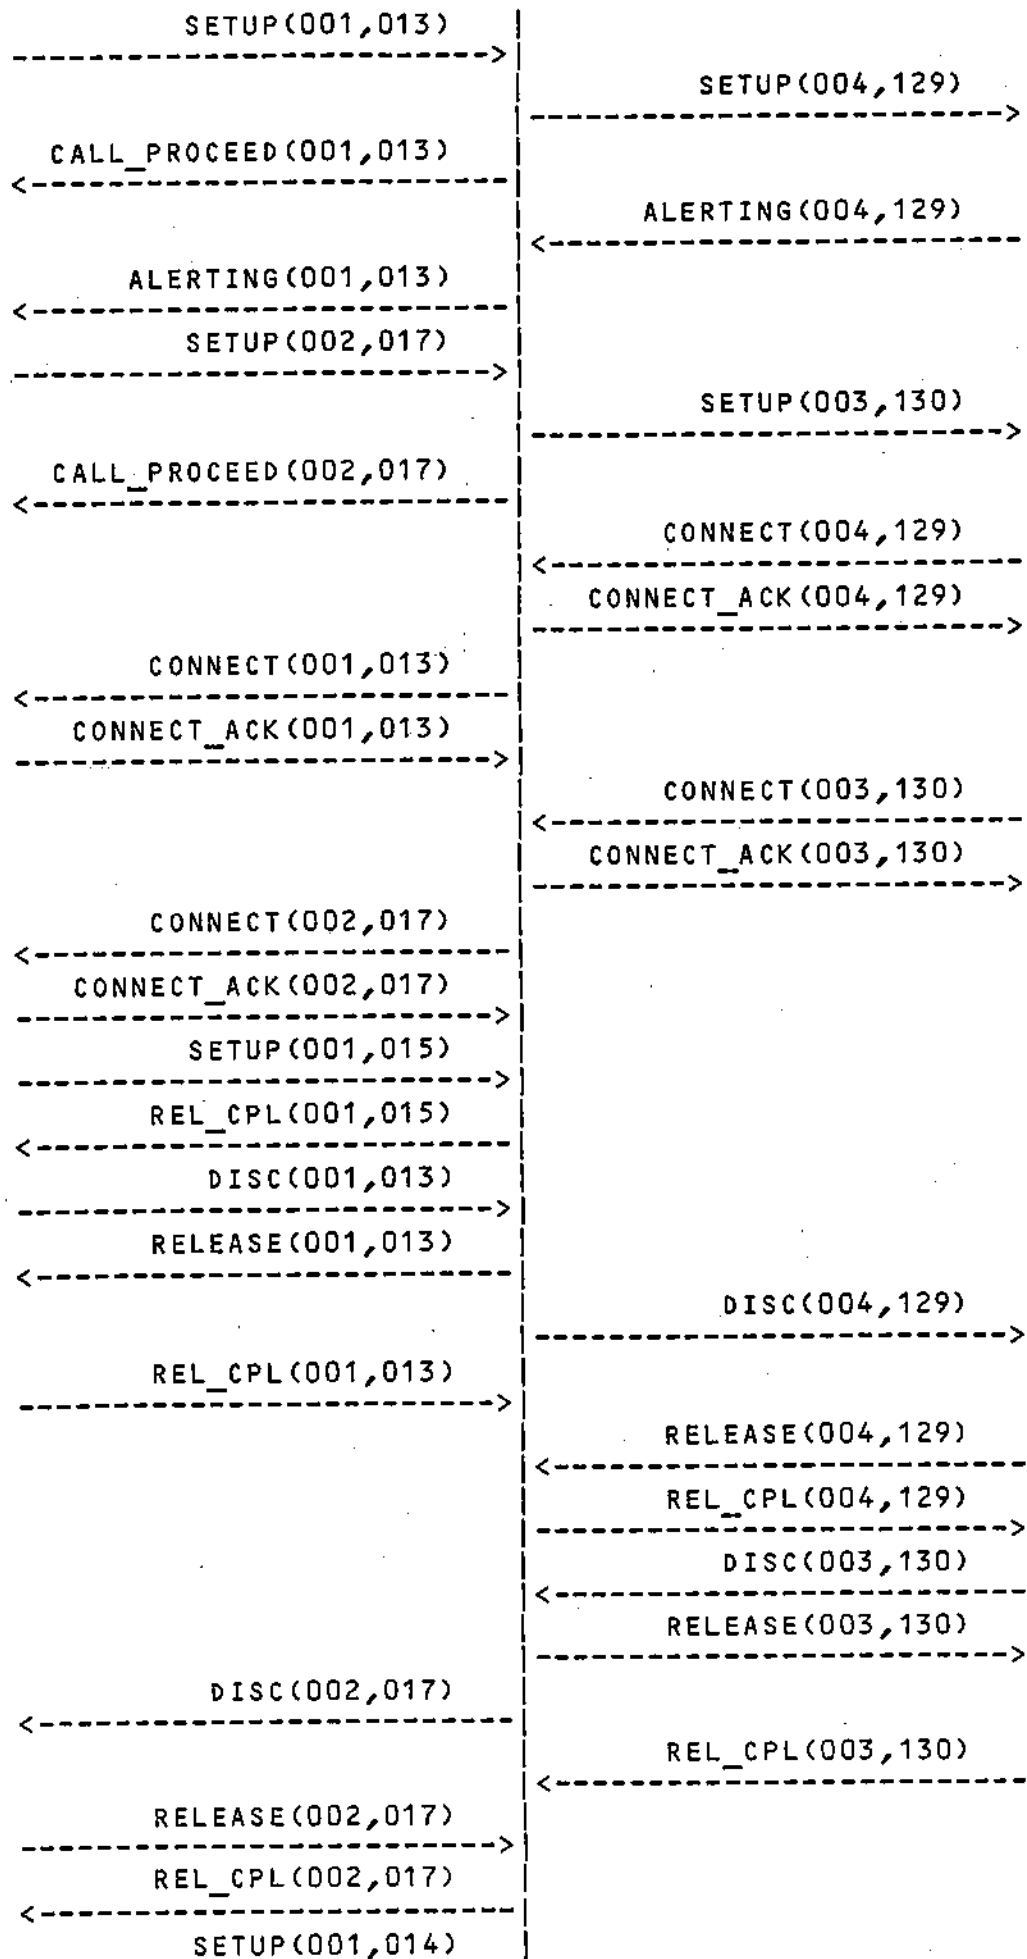 SETUP(001,013)
SETUP(004,129)
CALL_PROCEED(001,013)
ALERTING(004,129)
ALERTING(001,013)
SETUP(002,017)
SETUP(003,130)
CALL_PROCEED(002,017)
CONNECT(004,129)
CONNECT_ACK(004,129)
CONNECT(001,013)
CONNECT_ACK(001,013)
CONNECT(003,130)
CONNECT_ACK(003,130)
CONNECT(002,017)
CONNECT_ACK(002,017)
SETUP(001,015)
REL_CPL(001,015)
DISC(001,013)
RELEASE(001,013)
DISC(004,129)
REL_CPL(001,013)
RELEASE(004,129)
REL_CPL(004,129)
DISC(003,130)
RELEASE(003,130)
DISC(002,017)
REL_CPL(003,130)
RELEASE(002,017)
REL_CPL(002,017)
SETUP(001,014)